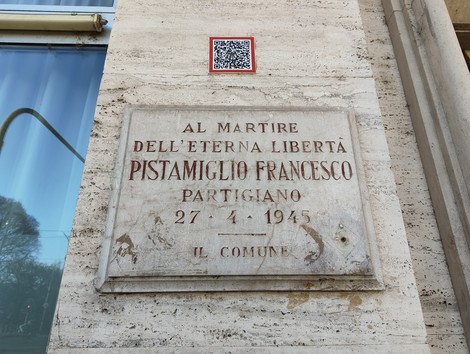 AL MARTIRE
DELL'ETERNA LIBERTÀ
PISTAMIGLIO FRANCESCO
PARTIGIANO
27 · 4 · 1945
IL COMUNE